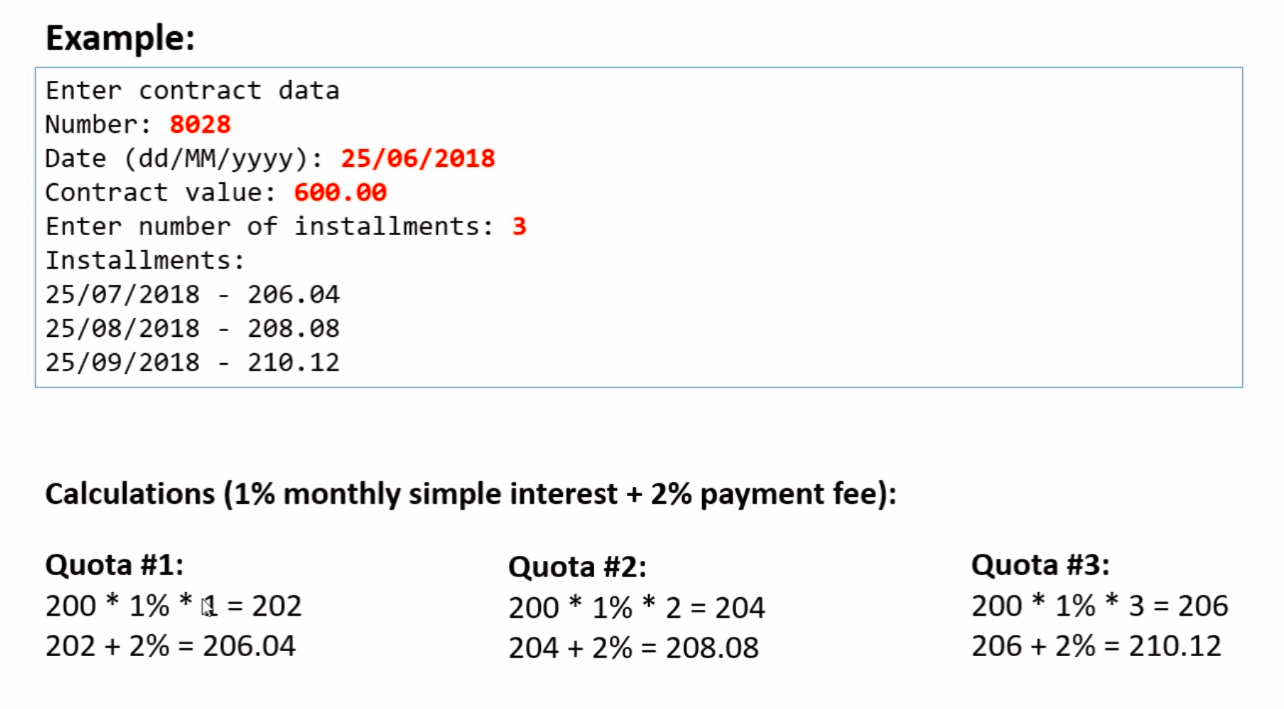 Example:
Enter contract data
Number: 8028
Date (dd/MM/yyyy): 25/06/2018
Contract value: 600.00
Enter number of installments: 3
Installments:
25/07/2018 - 206.04
25/08/2018 - 208.08
25/09/2018 - 210.12
Calculations (1% monthly simple interest + 2% payment fee):
Quota #1:
200 * 1% * 1 = 202
202 + 2% = 206.04
Quota #2:
200 * 1% * 2 = 204
204 + 2% = 208.08
Quota #3:
200 * 1% * 3 = 206
206 + 2% = 210.12